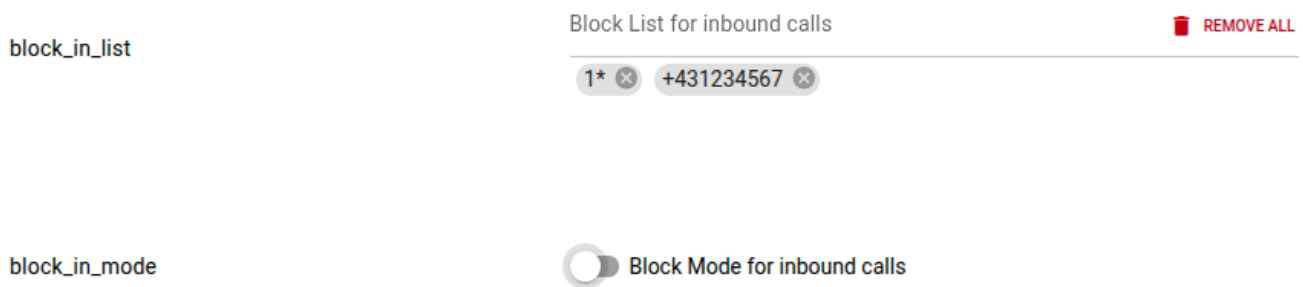 Block List for inbound calls REMOVE ALL
block_in_list
1* +431234567
block_in_mode Block Mode for inbound calls